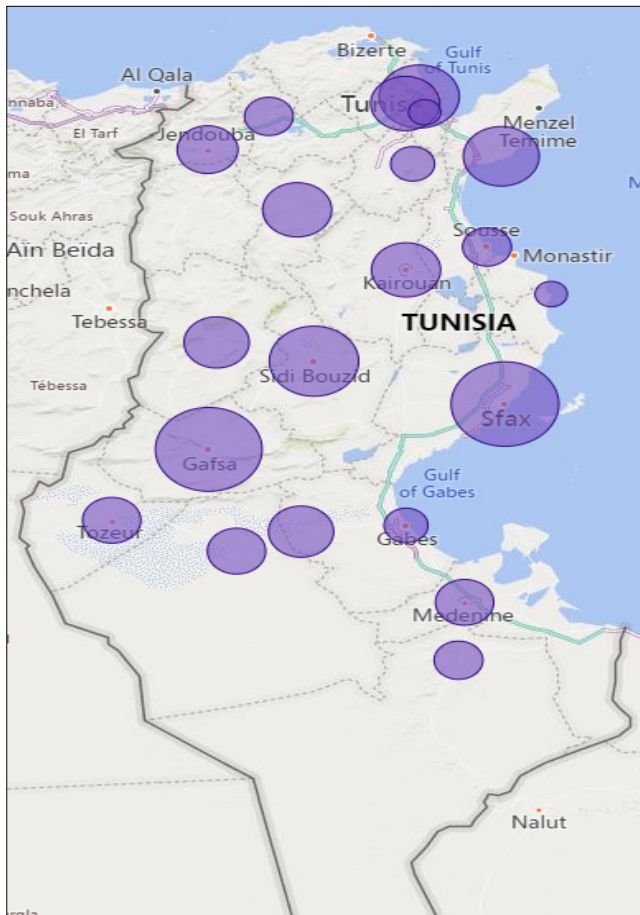 Bizerte
Gulf
of Tunis
Al Qala
nnaba
Tunis
El Tarf
Jendouba
Menzel
Temime
ma
Souk Ahras
M
Sousse
Aïn Beïda
Monastir
Kairouan
nchela
Tebessa
TUNISIA
Sidi Bouzid
Tébessa
Sfax
Gafsa
Gulf
of Gabes
Tozeur
Gabes
Medenine
Nalut
argla